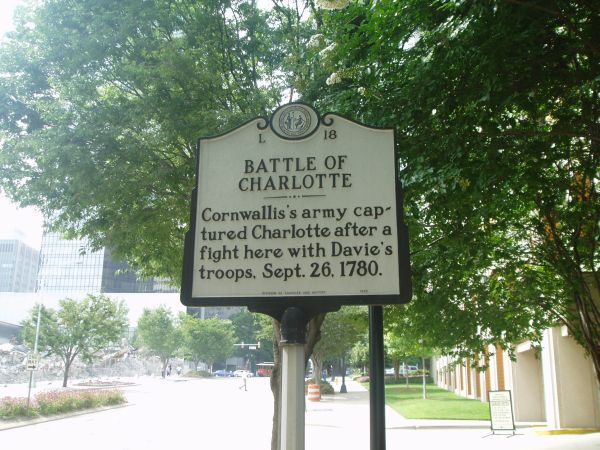 L 18
BATTLE OF
CHARLOTTE
Cornwallis's army cap-
tured Charlotte after a
fight here with Davie's
troops, Sept. 26, 1780.